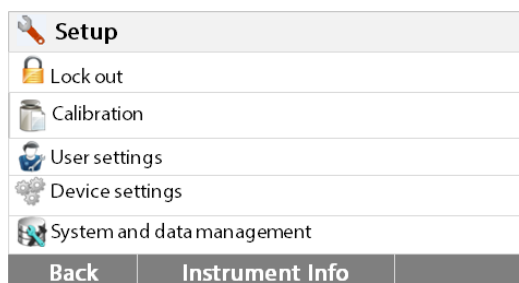 Setup
Lock out
Calibration
User settings
Device settings
System and data management
Back Instrument Info